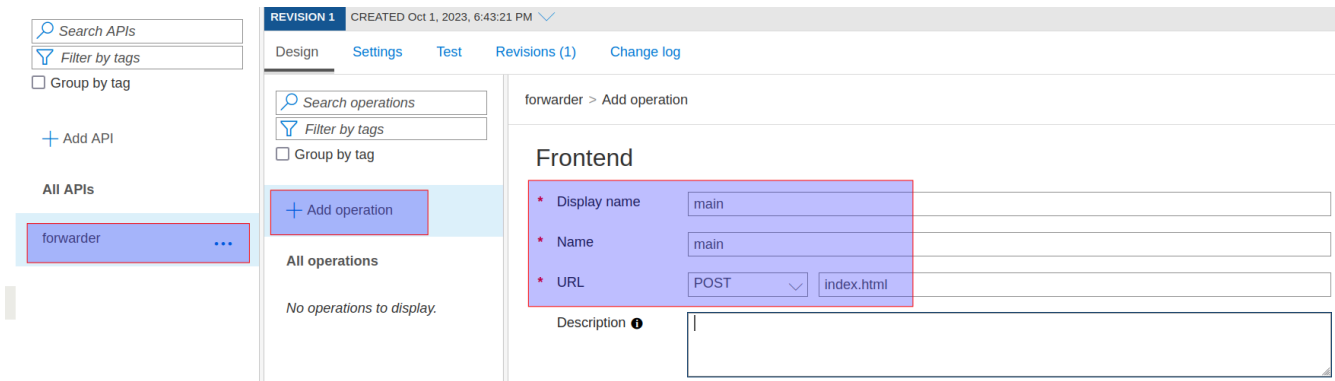 Search APIs
Filter by tags
Group by tag
Add API
All APIs
forwarder ...
REVISION 1 CREATED Oct 1, 2023, 6:43:21 PM
Design Settings Test Revisions (1) Change log
Search operations
Filter by tags
Group by tag
Add operation
All operations
No operations to display.
forwarder > Add operation
Frontend
* Display name main
* Name main
* URL POST index.html
Description